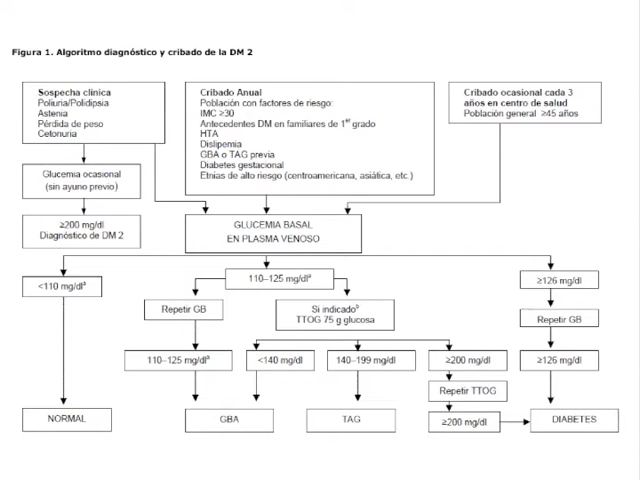 Figura 1. Algoritmo diagnóstico y cribado de la DM 2
Sospecha clínica
Poliuria/Polidipsia
Astenia
Pérdida de peso
Cetonuria
Cribado Anual
Población con factores de riesgo:
IMC ≥30
Antecedentes DM en familiares de 1er grado
HTA
Dislipemia
GBA o TAG previa
Diabetes gestacional
Etnias de alto riesgo (centroamericana, asiática, etc.)
Cribado ocasional cada 3
años en centro de salud
Población general ≥45 años
Glucemia ocasional
(sin ayuno previo)
≥200 mg/dl
Diagnóstico de DM 2
GLUCEMIA BASAL
EN PLASMA VENOSO
<110 mg/dlª
110–125 mg/dlª
≥126 mg/dl
Repetir GB
Si indicadoᵇ
TTOG 75 g glucosa
Repetir GB
110–125 mg/dlª
<140 mg/dl
140–199 mg/dl
≥200 mg/dl
≥126 mg/dl
Repetir TTOG
≥200 mg/dl
NORMAL
GBA
TAG
DIABETES